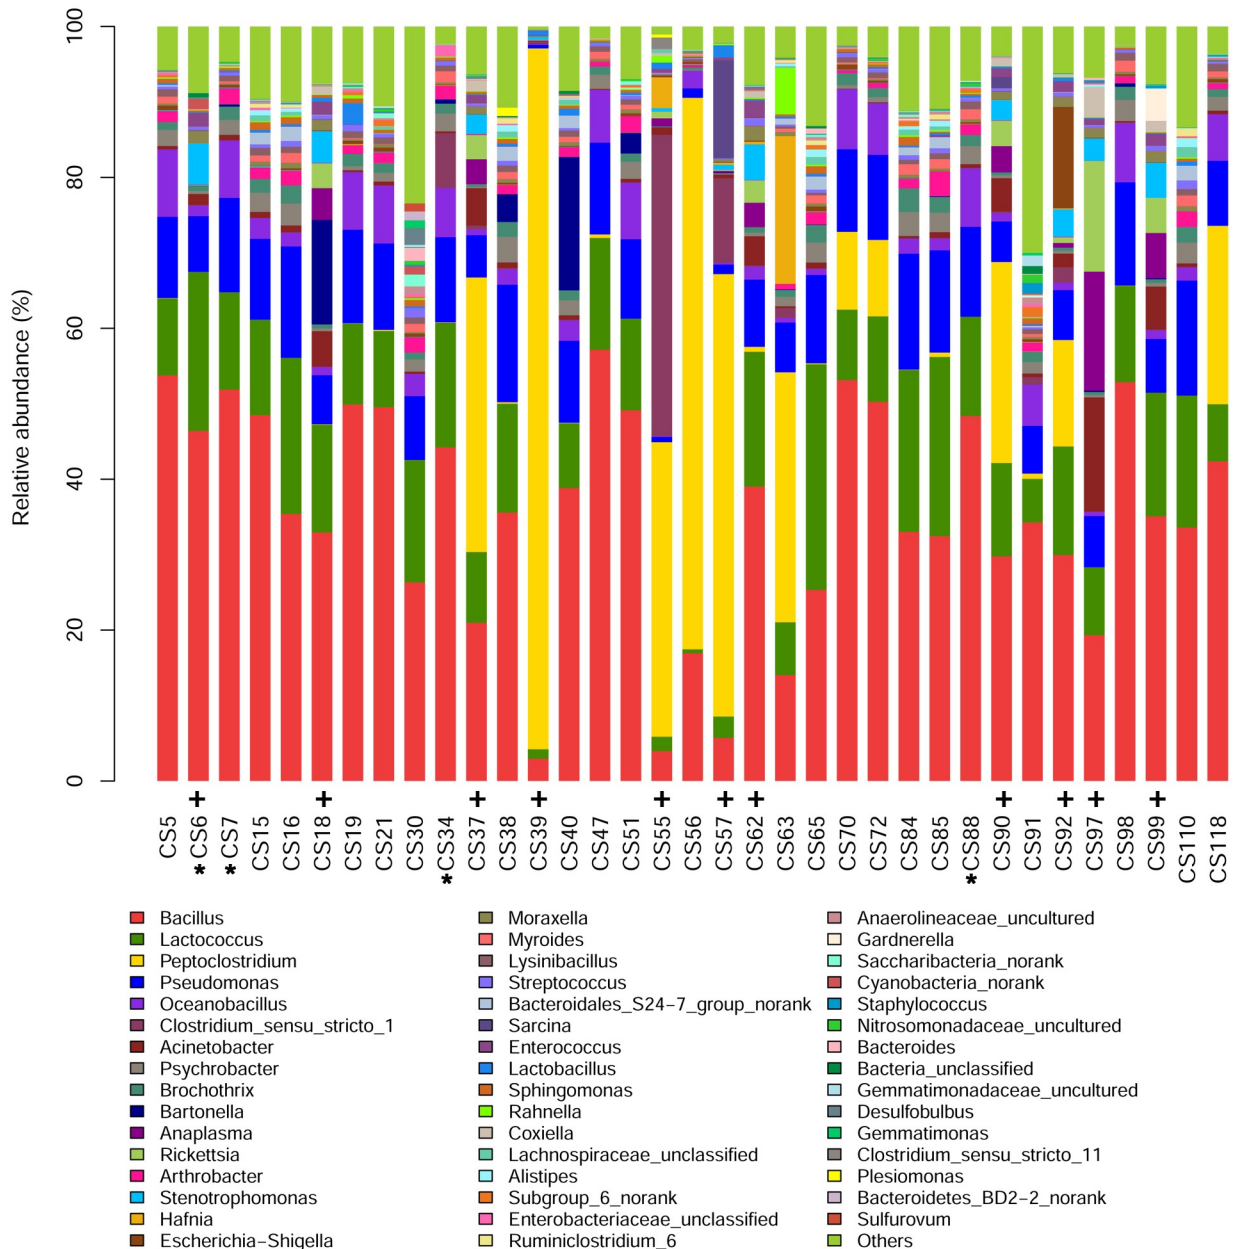 Relative abundance (%)
100
80
60
40
20
0
+ + + + + + + + + + +
CS5 CS6 CS7 CS15 CS16 CS18 CS19 CS21 CS30 CS34 CS37 CS38 CS39 CS40 CS47 CS51 CS55 CS56 CS57 CS62 CS63 CS65 CS70 CS72 CS84 CS85 CS88 CS90 CS91 CS92 CS97 CS98 CS99 CS110 CS118
* * * *
Bacillus
Lactococcus
Peptoclostridium
Pseudomonas
Oceanobacillus
Clostridium_sensu_stricto_1
Acinetobacter
Psychrobacter
Brochothrix
Bartonella
Anaplasma
Rickettsia
Arthrobacter
Stenotrophomonas
Hafnia
Escherichia−Shigella
Moraxella
Myroides
Lysinibacillus
Streptococcus
Bacteroidales_S24−7_group_norank
Sarcina
Enterococcus
Lactobacillus
Sphingomonas
Rahnella
Coxiella
Lachnospiraceae_unclassified
Alistipes
Subgroup_6_norank
Enterobacteriaceae_unclassified
Ruminiclostridium_6
Anaerolineaceae_uncultured
Gardnerella
Saccharibacteria_norank
Cyanobacteria_norank
Staphylococcus
Nitrosomonadaceae_uncultured
Bacteroides
Bacteria_unclassified
Gemmatimonadaceae_uncultured
Desulfobulbus
Gemmatimonas
Clostridium_sensu_stricto_11
Plesiomonas
Bacteroidetes_BD2−2_norank
Sulfurovum
Others